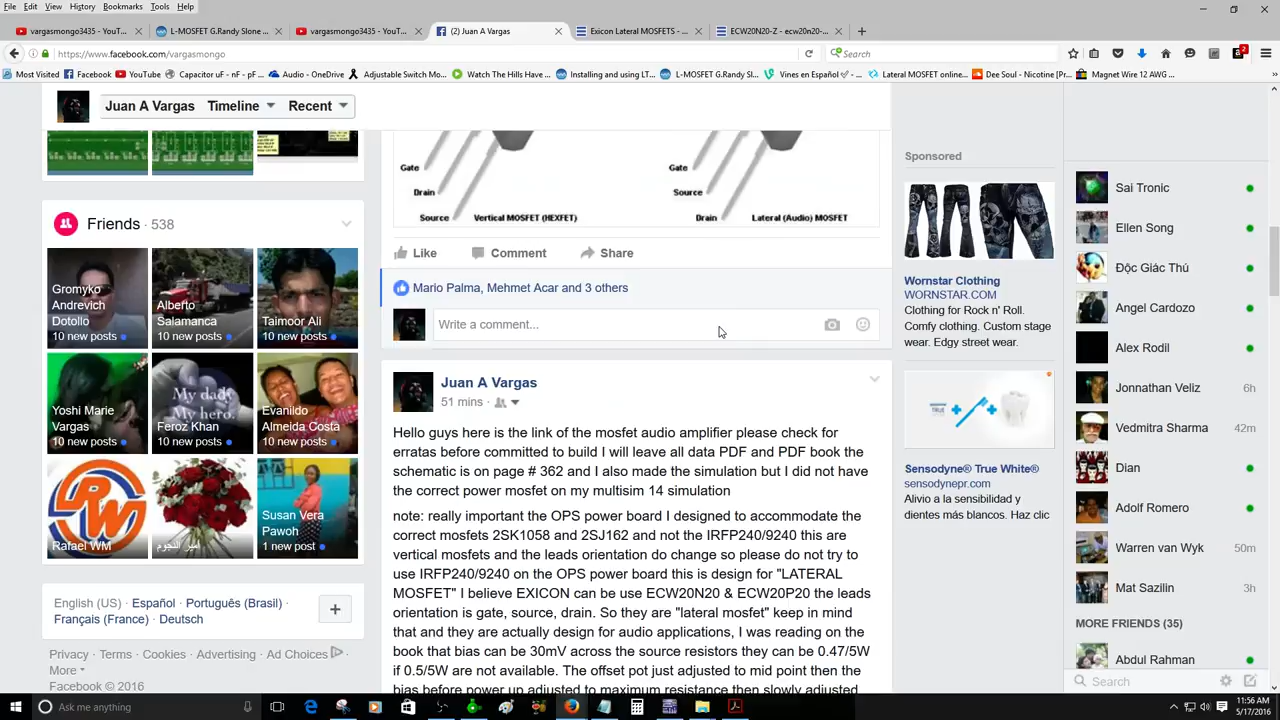 File Edit View History Bookmarks Tools Help
vargasmongo3435 - YouT...
L-MOSFET G.Randy Slone ...
vargasmongo3435 - YouT...
(2) Juan A Vargas
Exicon Lateral MOSFETS - ...
ECW20N20-Z - ecw20n20-...
https://www.facebook.com/vargasmongo
Search
2
Most Visited Facebook YouTube Capacitor uF - nF - pF ... Audio - OneDrive Adjustable Switch Mo... Watch The Hills Have ... Installing and using LT... L-MOSFET G.Randy Sl... Vines en Español ... Lateral MOSFET online... Dee Soul - Nicotine [Pr... Magnet Wire 12 AWG ...
Juan A Vargas Timeline Recent
Friends · 538
Gromyko Andrevich Dotollo
10 new posts
Alberto Salamanca
10 new posts
Taimoor Ali
10 new posts
Yoshi Marie Vargas
10 new posts
My dady My hero.
Feroz Khan
10 new posts
Evanildo Almeida Costa
10 new posts
Rafael WM
أمير النجوم
Susan Vera Pawoh
1 new post
English (US) · Español · Português (Brasil) ·
Français (France) · Deutsch
Privacy · Terms · Cookies · Advertising · Ad Choices ·
More
Facebook © 2016
Gate
Drain
Source Vertical MOSFET (HEXFET)
Gate
Source
Drain Lateral (Audio) MOSFET
Like Comment Share
Mario Palma, Mehmet Acar and 3 others
Write a comment...
Juan A Vargas
51 mins ·
Hello guys here is the link of the mosfet audio amplifier please check for
erratas before committed to build I will leave all data PDF and PDF book the
schematic is on page # 362 and I also made the simulation but I did not have
the correct power mosfet on my multisim 14 simulation
note: really important the OPS power board I designed to accommodate the
correct mosfets 2SK1058 and 2SJ162 and not the IRFP240/9240 this are
vertical mosfets and the leads orientation do change so please do not try to
use IRFP240/9240 on the OPS power board this is design for "LATERAL
MOSFET" I believe EXICON can be use ECW20N20 & ECW20P20 the leads
orientation is gate, source, drain. So they are "lateral mosfet" keep in mind
that and they are actually design for audio applications, I was reading on the
book that bias can be 30mV across the source resistors they can be 0.47/5W
if 0.5/5W are not available. The offset pot just adjusted to mid point then the
bias before power up adjusted to maximum resistance then slowly adjusted
Sponsored
Wornstar Clothing
WORNSTAR.COM
Clothing for Rock n' Roll.
Comfy clothing. Custom stage
wear. Edgy street wear.
Sensodyne® True White®
sensodynepr.com
Alivio a la sensibilidad y
dientes más blancos. Haz clic
Sai Tronic
Ellen Song
Độc Giác Thú
Angel Cardozo
Alex Rodil
Jonnathan Veliz 6h
Vedmitra Sharma 42m
Dian
Adolf Romero
Warren van Wyk 50m
Mat Sazilin 3h
MORE FRIENDS (35)
Abdul Rahman
Search
Ask me anything
11:56 AM
5/17/2016